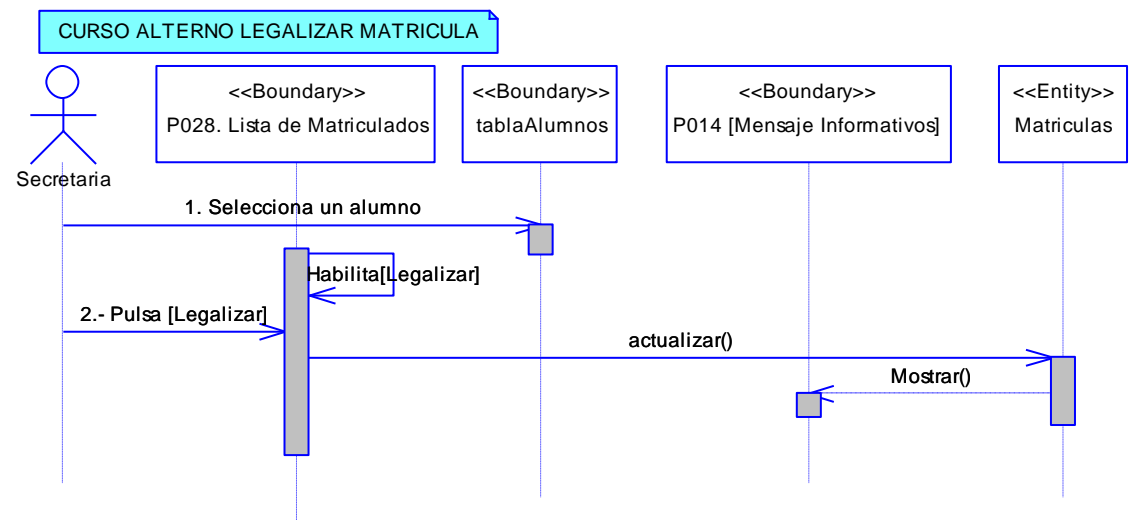 CURSO ALTERNO LEGALIZAR MATRICULA
<<Boundary>>
P028. Lista de Matriculados
<<Boundary>>
tablaAlumnos
<<Boundary>>
P014 [Mensaje Informativos]
<<Entity>>
Matriculas
Secretaria
1. Selecciona un alumno
Habilita[Legalizar]
2.- Pulsa [Legalizar]
actualizar()
Mostrar()